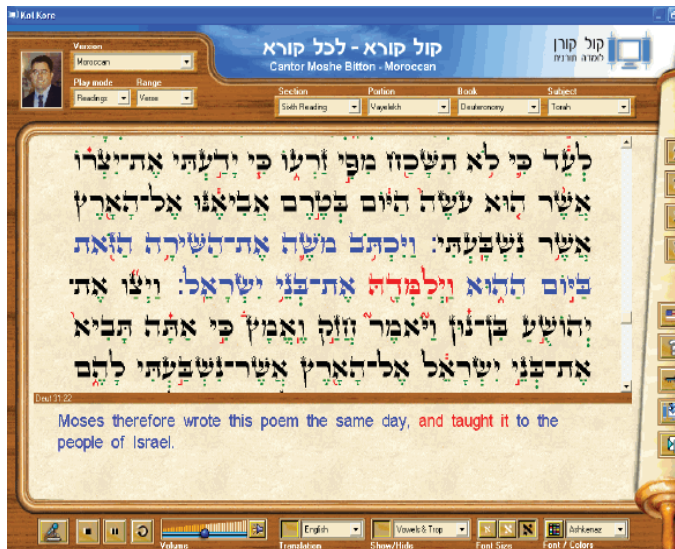 Kol Kore
Version
Moroccan
קול קורא - לכל קורא
Cantor Moshe Bitton - Moroccan
קול קורן
לומדה תורנית
Play mode
Range
Readings
Verse
Section
Portion
Book
Subject
Sixth Reading
Vayelekh
Deuteronomy
Torah
לְעֵד כִּי לֹא תִשָּׁכַח מִפִּי זַרְעוֹ כִּי יָדַעְתִּי אֶת־יִצְרוֹ
אֲשֶׁר הוּא עֹשֶׂה הַיּוֹם בְּטֶרֶם אֲבִיאֶנּוּ אֶל־הָאָרֶץ
אֲשֶׁר נִשְׁבָּעְתִּי: וַיִּכְתֹּב מֹשֶׁה אֶת־הַשִּׁירָה הַזֹּאת
בַּיּוֹם הַהוּא וַיְלַמְּדָהּ אֶת־בְּנֵי יִשְׂרָאֵל: וַיְצַו אֶת־
יְהוֹשֻׁעַ בִּן־נוּן וַיֹּאמֶר חֲזַק וֶאֱמָץ כִּי אַתָּה תָּבִיא
אֶת־בְּנֵי יִשְׂרָאֵל אֶל־הָאָרֶץ אֲשֶׁר־נִשְׁבַּעְתִּי לָהֶם
Deut 31:22
Moses therefore wrote this poem the same day, and taught it to the
people of Israel.
English
Vowels & Trop
א א א
Ashkenaz
Volume
Translation
Show/Hide
Font Size
Font / Colors